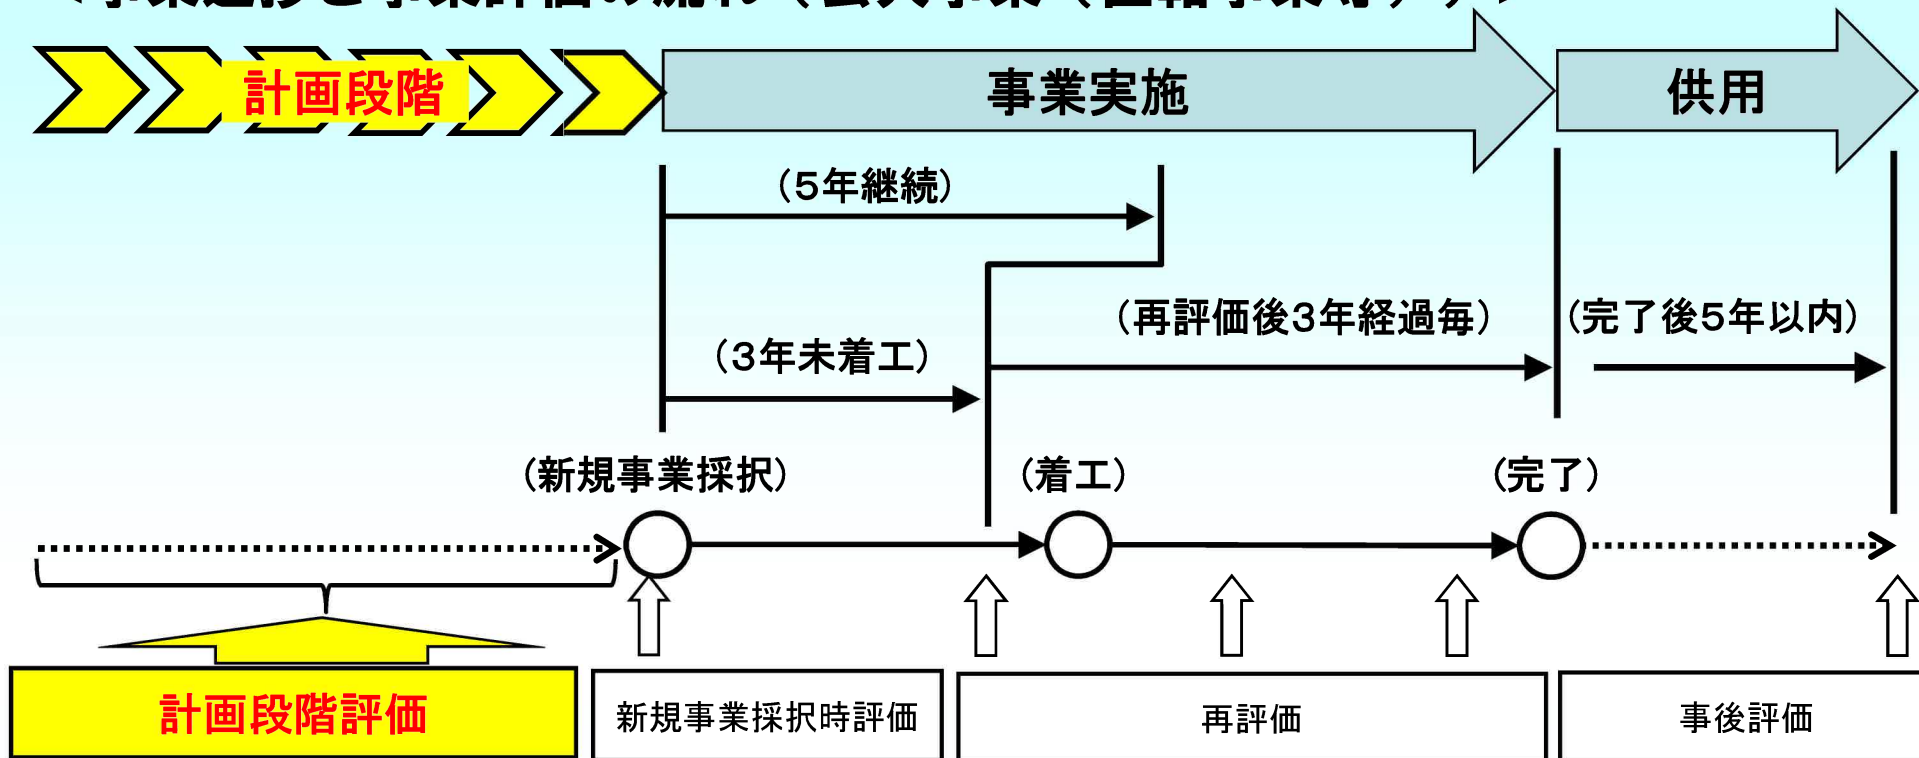 計画段階
事業実施
供用
（５年継続）
（再評価後３年経過毎）
（完了後５年以内）
（３年未着工）
（新規事業採択）
（着工）
（完了）
計画段階評価
新規事業採択時評価
再評価
事後評価